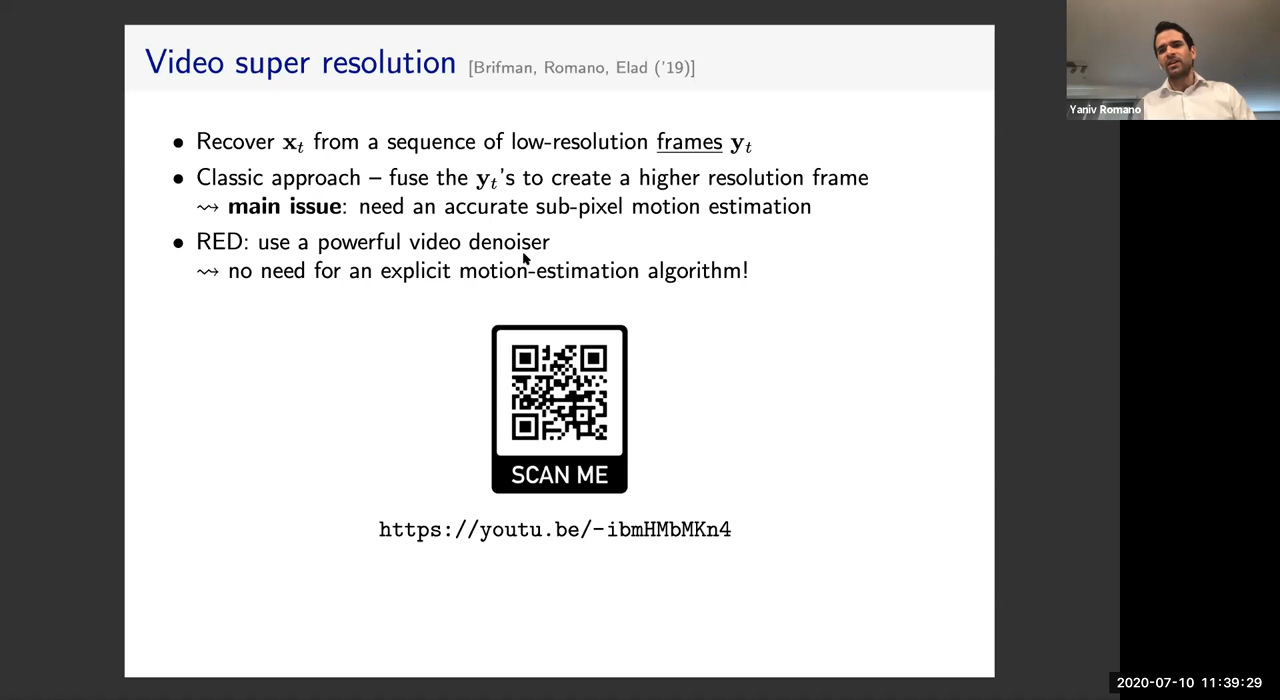 Video super resolution [Brifman, Romano, Elad ('19)]
• Recover x_t from a sequence of low-resolution frames y_t
• Classic approach – fuse the y_t's to create a higher resolution frame
⇝ main issue: need an accurate sub-pixel motion estimation
• RED: use a powerful video denoiser
⇝ no need for an explicit motion-estimation algorithm!
SCAN ME
https://youtu.be/-ibmHMbMKn4
Yaniv Romano
2020-07-10 11:39:29